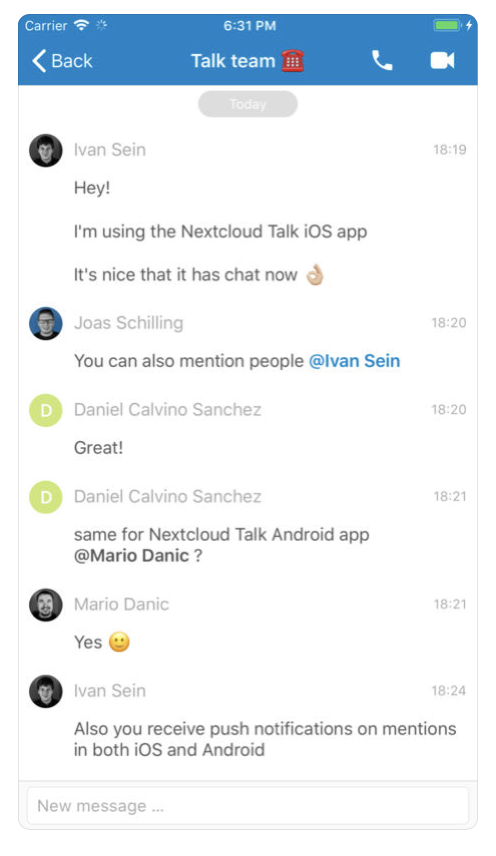 Carrier 6:31 PM
Back Talk team ☎️
Today
Ivan Sein 18:19
Hey!
I'm using the Nextcloud Talk iOS app
It's nice that it has chat now 👌🏼
Joas Schilling 18:20
You can also mention people @Ivan Sein
D Daniel Calvino Sanchez 18:20
Great!
D Daniel Calvino Sanchez 18:21
same for Nextcloud Talk Android app
@Mario Danic ?
Mario Danic 18:21
Yes 🙂
Ivan Sein 18:24
Also you receive push notifications on mentions
in both iOS and Android
New message ...